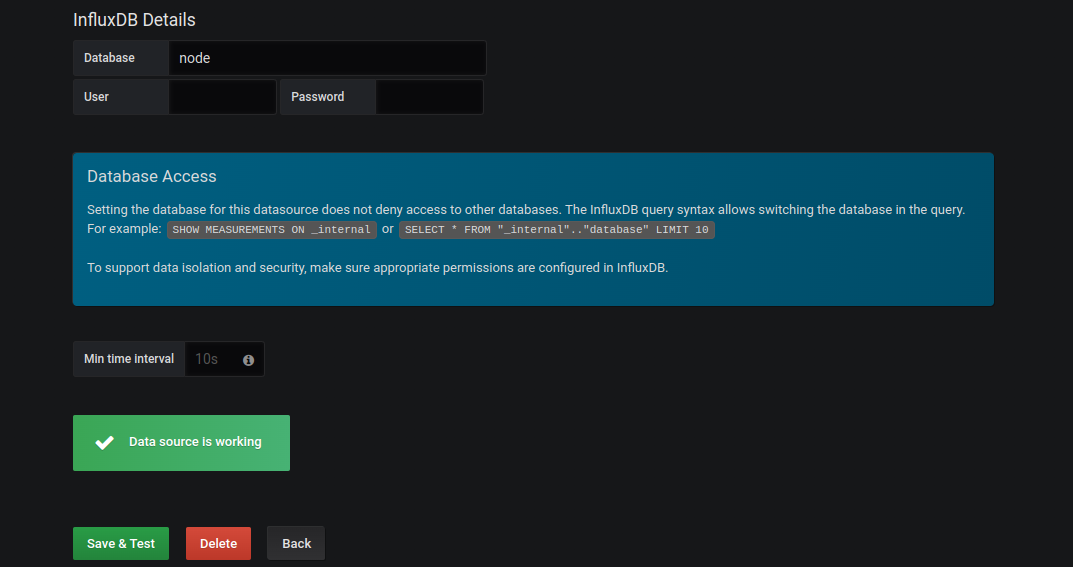 InfluxDB Details
Database node
User Password
Database Access
Setting the database for this datasource does not deny access to other databases. The InfluxDB query syntax allows switching the database in the query.
For example: SHOW MEASUREMENTS ON _internal or SELECT * FROM "_internal".."database" LIMIT 10
To support data isolation and security, make sure appropriate permissions are configured in InfluxDB.
Min time interval 10s
Data source is working
Save & Test Delete Back